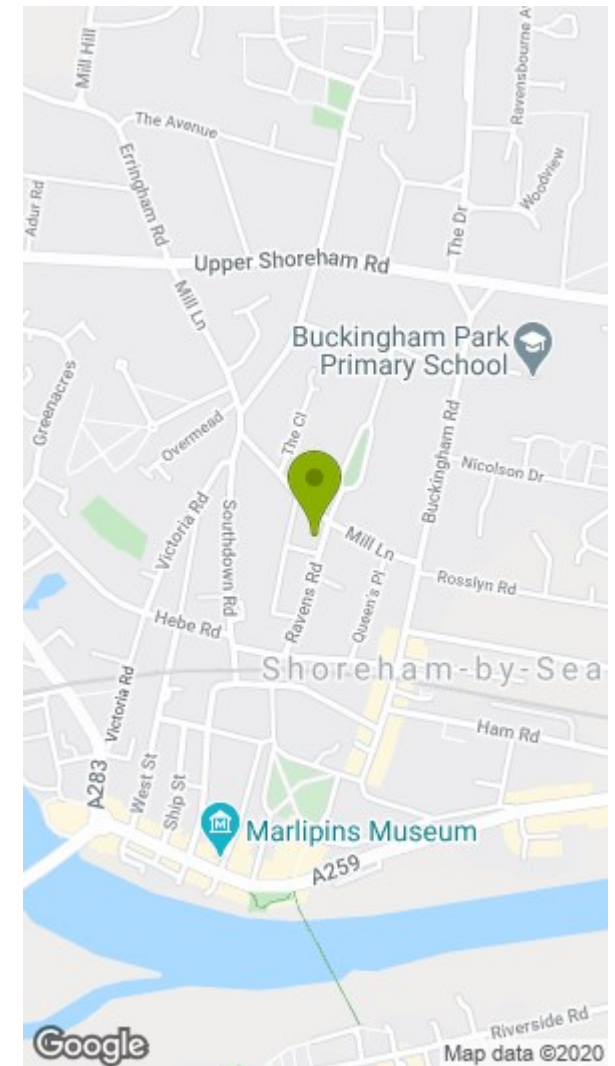 Mill Hill
Ravensbourne A
The Avenue
Woodview
Erringham Rd
Adur Rd
The Dr
Upper Shoreham Rd
Mill Ln
Buckingham Park
Primary School
Greenacres
Overmead
The Cl
Buckingham Rd
Nicolson Dr
Victoria Rd
Southdown Rd
Mill Ln
Rosslyn Rd
Queen's Pl
Ravens Rd
Hebe Rd
Shoreham-by-Sea
Victoria Rd
Ham Rd
A283
West St
Ship St
M
Marlipins Museum
A259
Riverside Rd
Google
Map data ©2020